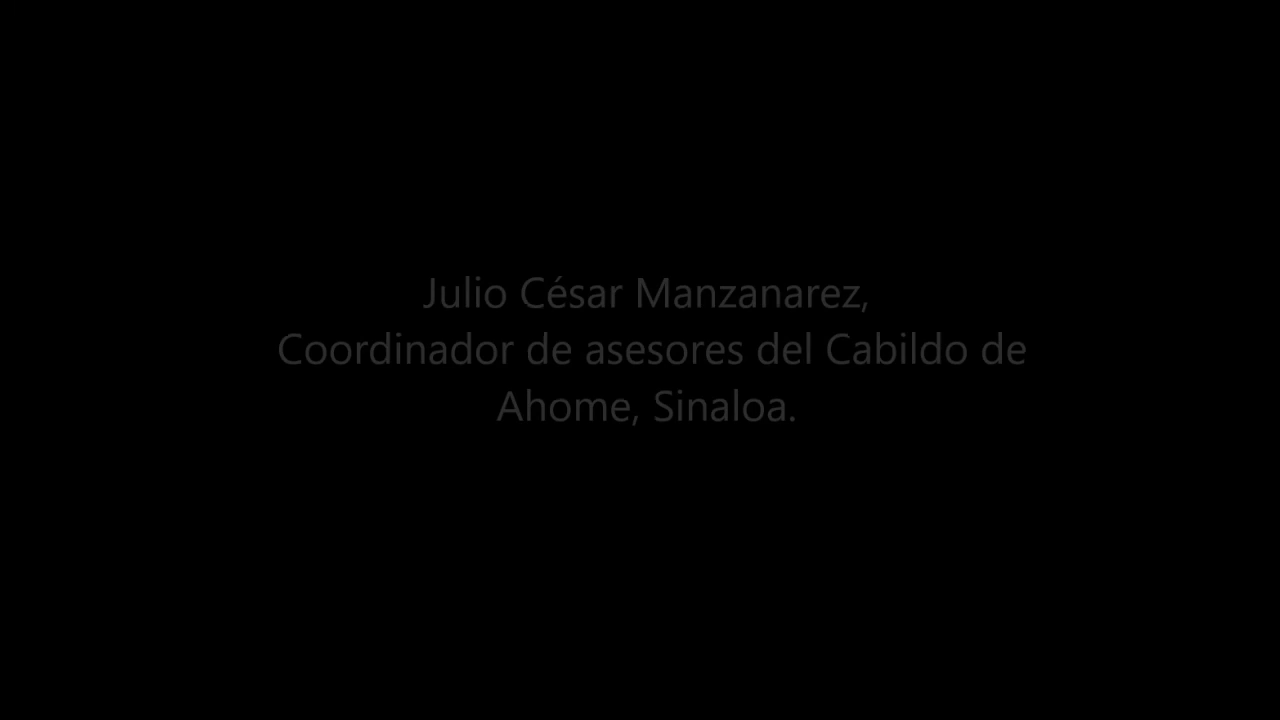 Julio César Manzanarez,
Coordinador de asesores del Cabildo de
Ahome, Sinaloa.